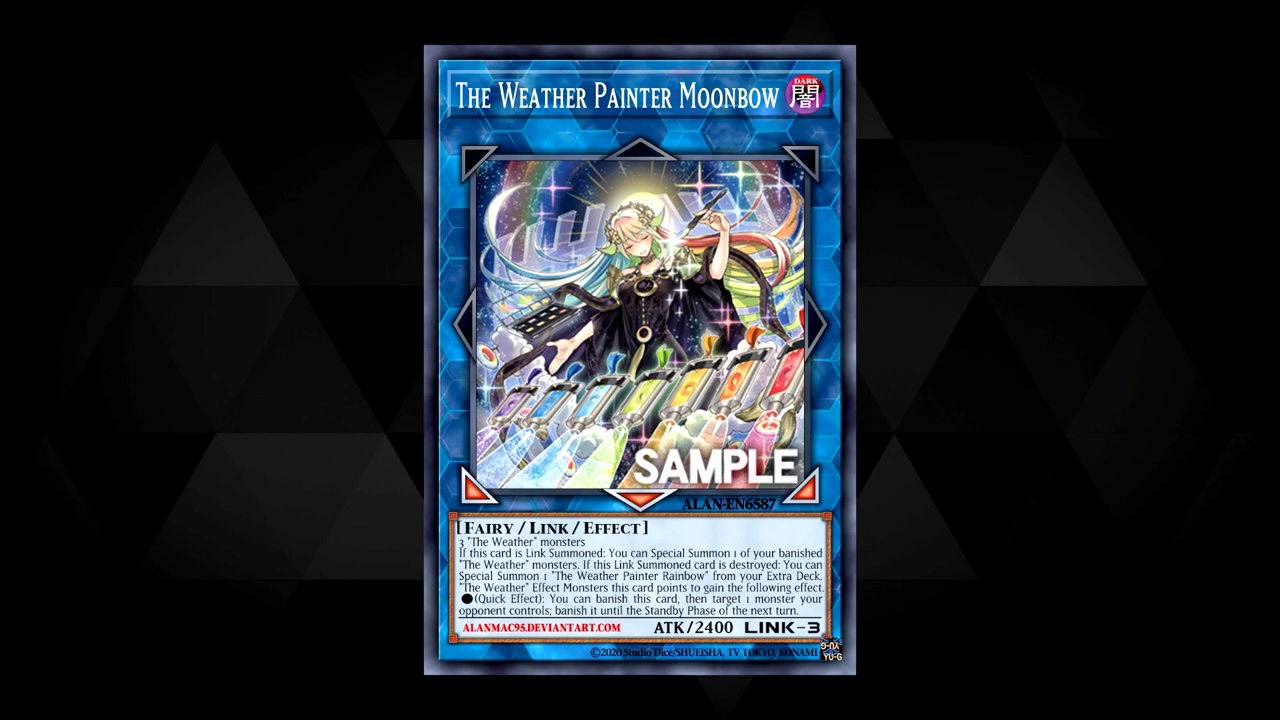 THE WEATHER PAINTER MOONBOW
DARK
闇
SAMPLE
ALAN-EN6587
[FAIRY / LINK / EFFECT]
3 "The Weather" monsters
If this card is Link Summoned: You can Special Summon 1 of your banished
"The Weather" monsters. If this Link Summoned card is destroyed: You can
Special Summon 1 "The Weather Painter Rainbow" from your Extra Deck.
"The Weather" Effect Monsters this card points to gain the following effect.
●(Quick Effect): You can banish this card, then target 1 monster your
opponent controls; banish it until the Standby Phase of the next turn.
ALANMAC95.DEVIANTART.COM ATK/2400 LINK-3
©2020 Studio Dice/SHUEISHA, TV TOKYO, KONAMI